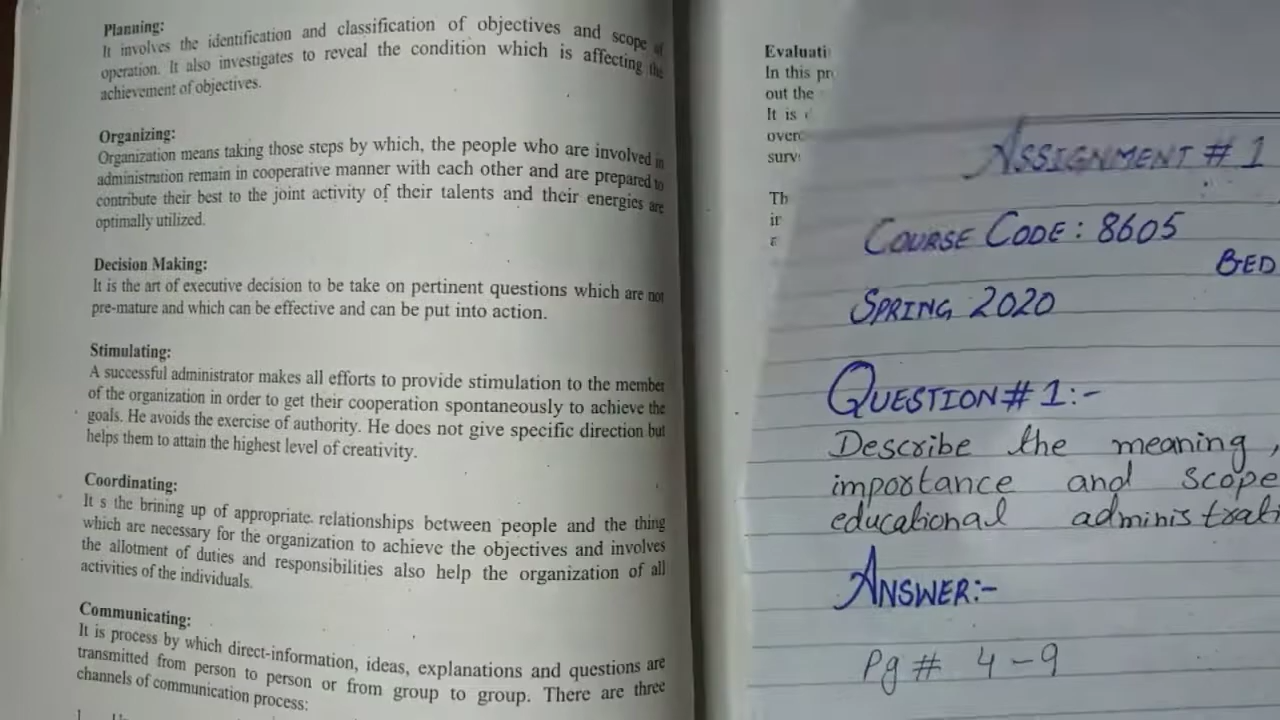 Planning:
It involves the identification and classification of objectives and scope of
operation. It also investigates to reveal the condition which is affecting the
achievement of objectives.
Organizing:
Organization means taking those steps by which, the people who are involved in
administration remain in cooperative manner with each other and are prepared to
contribute their best to the joint activity of their talents and their energies are
optimally utilized.
Decision Making:
It is the art of executive decision to be take on pertinent questions which are not
pre-mature and which can be effective and can be put into action.
Stimulating:
A successful administrator makes all efforts to provide stimulation to the member
of the organization in order to get their cooperation spontaneously to achieve the
goals. He avoids the exercise of authority. He does not give specific direction but
helps them to attain the highest level of creativity.
Coordinating:
It s the brining up of appropriate. relationships between people and the thing
which are necessary for the organization to achieve the objectives and involves
the allotment of duties and responsibilities also help the organization of all
activities of the individuals.
Communicating:
It is process by which direct-information, ideas, explanations and questions are
transmitted from person to person or from group to group. There are three
channels of communication process:
Evaluati
In this pr
out the
It is
overc
surv
Th
ASSIGNMENT # 1
COURSE CODE: 8605
BED
SPRING 2020
QUESTION # 1:-
Describe the meaning,
importance and scope
educational administrati
ANSWER:-
Pg # 4-9